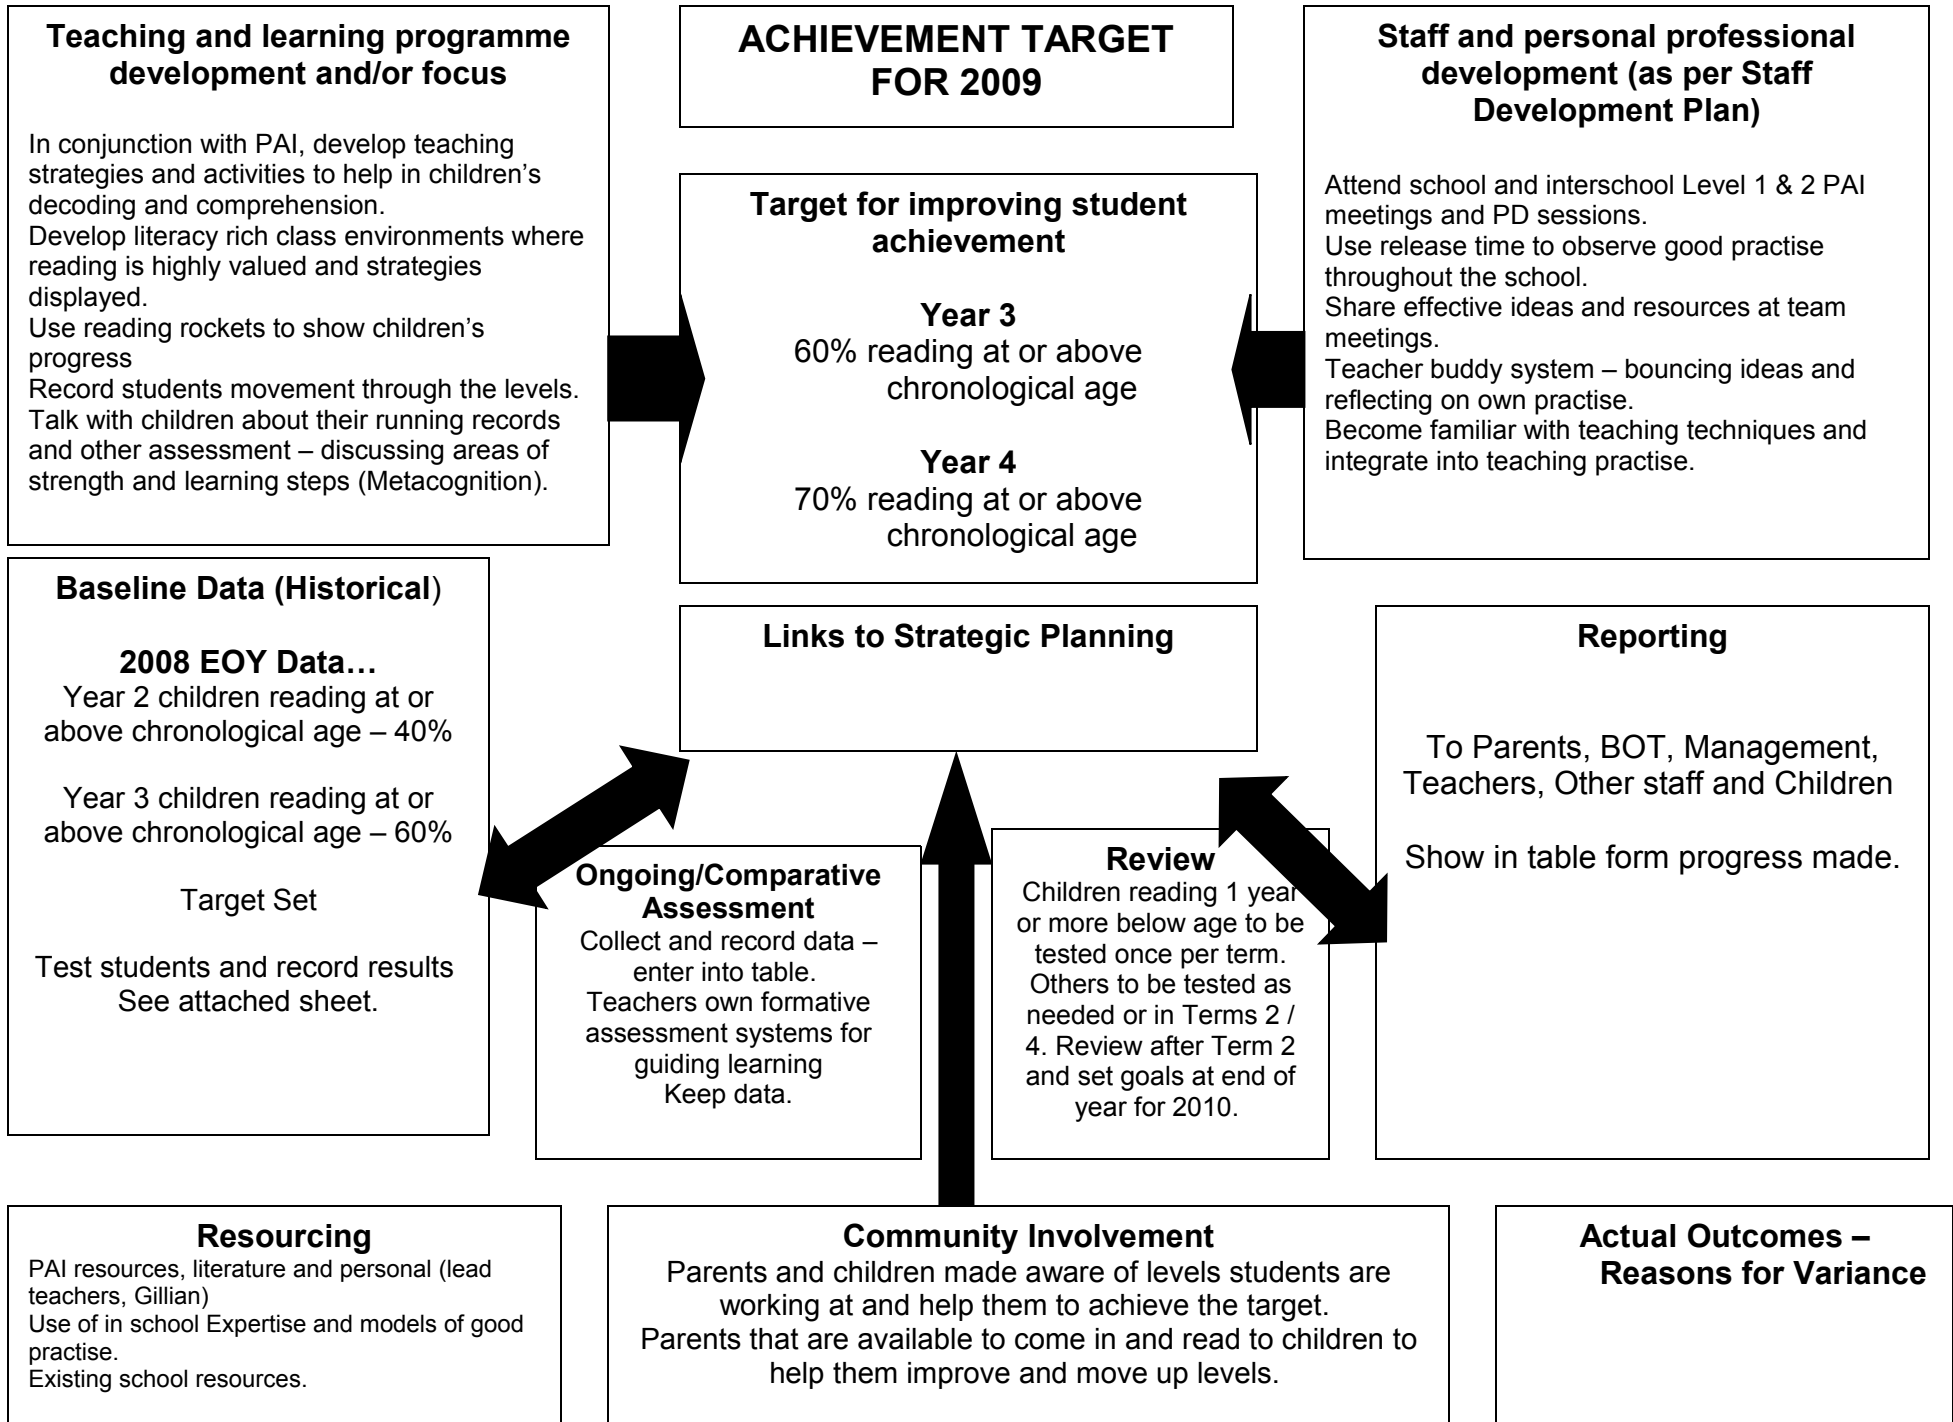 Teaching and learning programme
development and/or focus
In conjunction with PAI, develop teaching
strategies and activities to help in children’s
decoding and comprehension.
Develop literacy rich class environments where
reading is highly valued and strategies
displayed.
Use reading rockets to show children’s
progress
Record students movement through the levels.
Talk with children about their running records
and other assessment – discussing areas of
strength and learning steps (Metacognition).
ACHIEVEMENT TARGET
FOR 2009
Target for improving student
achievement
Year 3
60% reading at or above
chronological age
Year 4
70% reading at or above
chronological age
Staff and personal professional
development (as per Staff
Development Plan)
Attend school and interschool Level 1 & 2 PAI
meetings and PD sessions.
Use release time to observe good practise
throughout the school.
Share effective ideas and resources at team
meetings.
Teacher buddy system – bouncing ideas and
reflecting on own practise.
Become familiar with teaching techniques and
integrate into teaching practise.
Baseline Data (Historical)
2008 EOY Data…
Year 2 children reading at or
above chronological age – 40%
Year 3 children reading at or
above chronological age – 60%
Target Set
Test students and record results
See attached sheet.
Links to Strategic Planning
Reporting
To Parents, BOT, Management,
Teachers, Other staff and Children
Show in table form progress made.
Ongoing/Comparative
Assessment
Collect and record data –
enter into table.
Teachers own formative
assessment systems for
guiding learning
Keep data.
Review
Children reading 1 year
or more below age to be
tested once per term.
Others to be tested as
needed or in Terms 2 /
4. Review after Term 2
and set goals at end of
year for 2010.
Resourcing
PAI resources, literature and personal (lead
teachers, Gillian)
Use of in school Expertise and models of good
practise.
Existing school resources.
Community Involvement
Parents and children made aware of levels students are
working at and help them to achieve the target.
Parents that are available to come in and read to children to
help them improve and move up levels.
Actual Outcomes –
Reasons for Variance